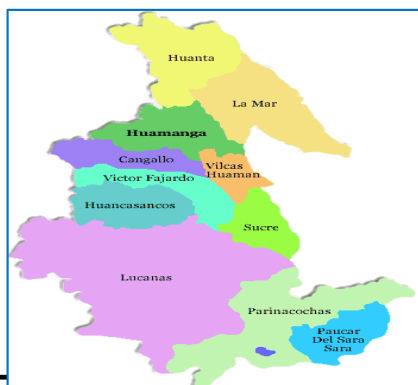 Huanta
La Mar
Huamanga
Cangallo
Vilcas
Huaman
Victor Fajardo
Huancasancos
Sucre
Lucanas
Parinacochas
Paucar
Del Sara
Sara